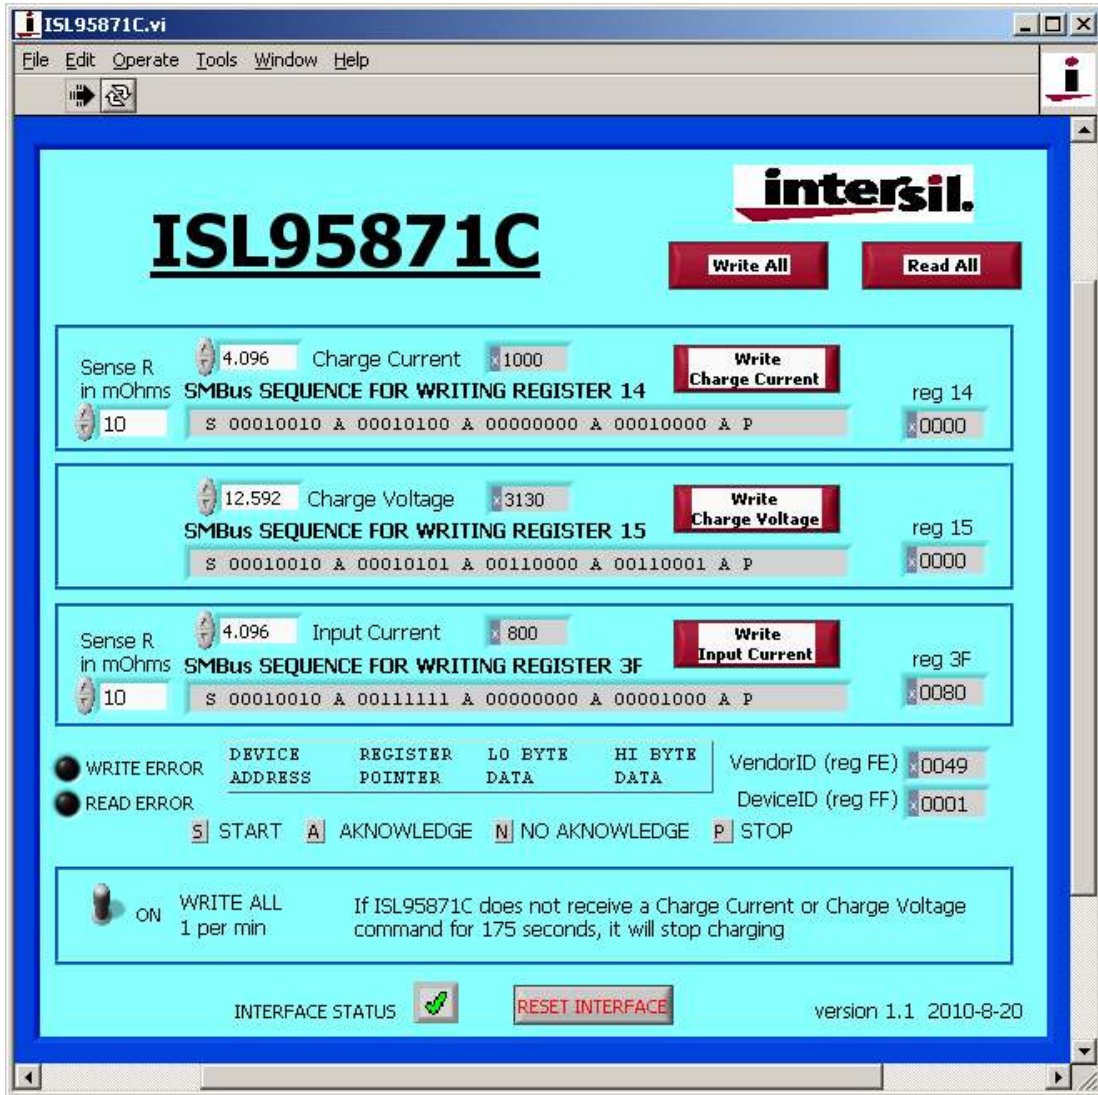 ISL95871C.vi
File Edit Operate Tools Window Help
intersil.
ISL95871C
Write All Read All
Sense R
in mOhms
10
4.096 Charge Current x1000
Write
Charge Current
SMBus SEQUENCE FOR WRITING REGISTER 14
reg 14
S 00010010 A 00010100 A 00000000 A 00010000 A P
x0000
12.592 Charge Voltage x3130
Write
Charge Voltage
SMBus SEQUENCE FOR WRITING REGISTER 15
reg 15
S 00010010 A 00010101 A 00110000 A 00110001 A P
x0000
Sense R
in mOhms
10
4.096 Input Current x 800
Write
Input Current
SMBus SEQUENCE FOR WRITING REGISTER 3F
reg 3F
S 00010010 A 00111111 A 00000000 A 00001000 A P
x0080
WRITE ERROR
READ ERROR
DEVICE REGISTER LO BYTE HI BYTE
ADDRESS POINTER DATA DATA
VendorID (reg FE) x0049
DeviceID (reg FF) x0001
S START A AKNOWLEDGE N NO AKNOWLEDGE P STOP
ON
WRITE ALL
1 per min
If ISL95871C does not receive a Charge Current or Charge Voltage
command for 175 seconds, it will stop charging
INTERFACE STATUS RESET INTERFACE version 1.1 2010-8-20